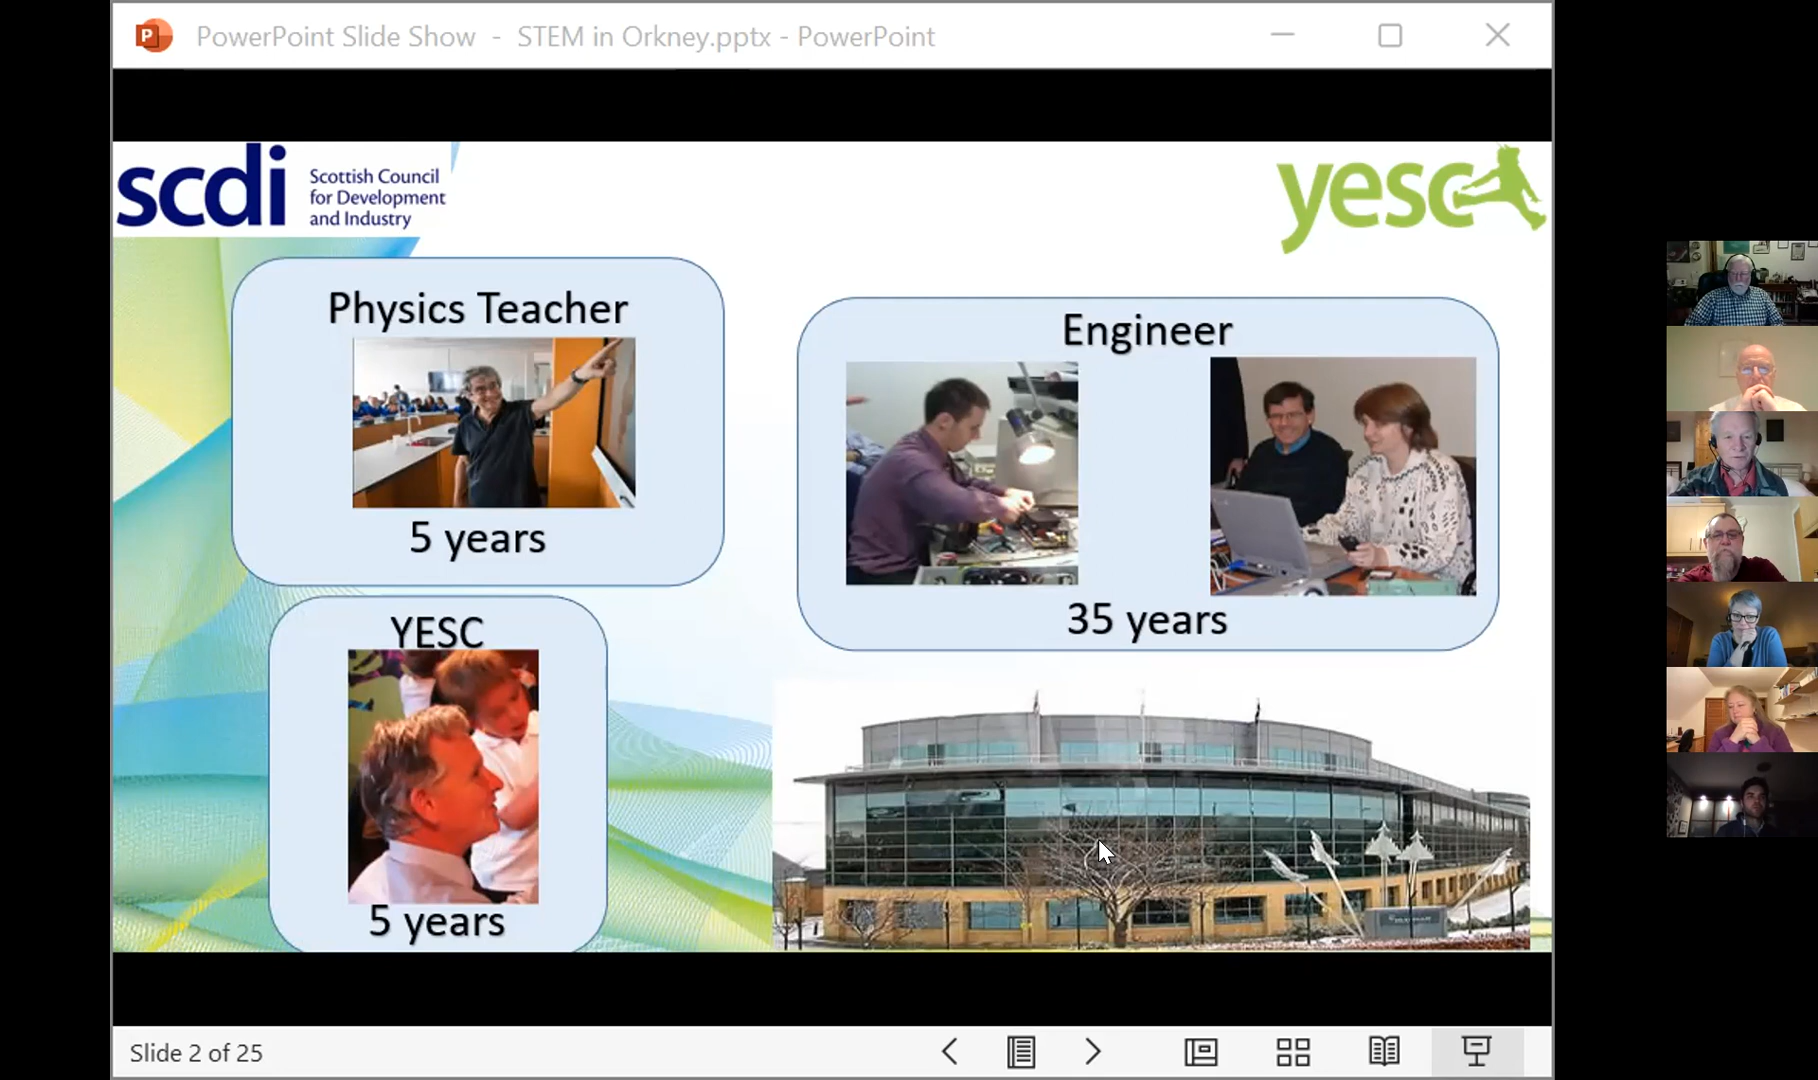 PowerPoint Slide Show - STEM in Orkney.pptx - PowerPoint
scdi
Scottish Council
for Development
and Industry
yesc
Physics Teacher
5 years
Engineer
35 years
YESC
5 years
Slide 2 of 25